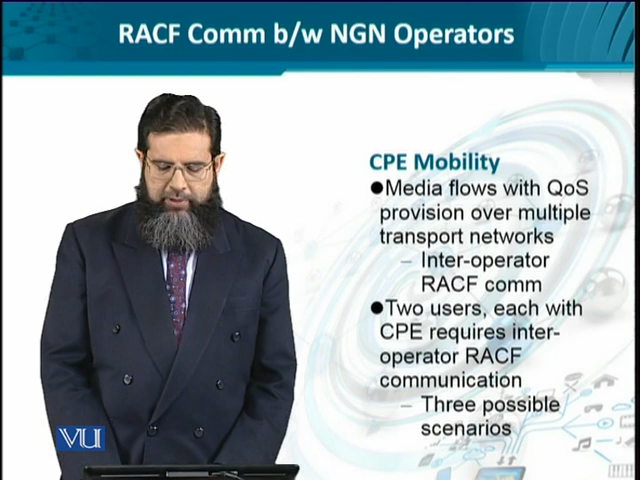 RACF Comm b/w NGN Operators
CPE Mobility
●Media flows with QoS
provision over multiple
transport networks
– Inter-operator
RACF comm
●Two users, each with
CPE requires inter-
operator RACF
communication
– Three possible
scenarios
VU